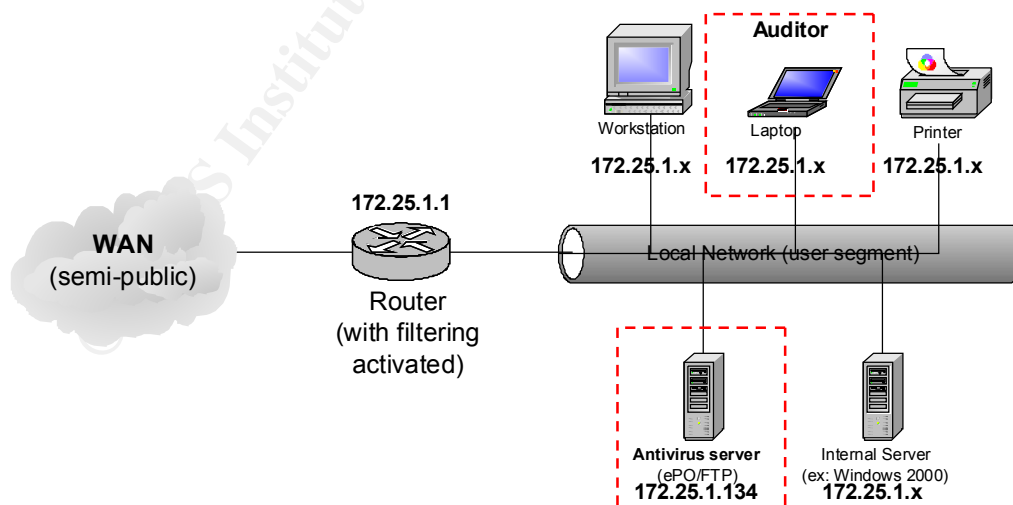 Auditor
Workstation
Laptop
Printer
172.25.1.x
172.25.1.x
172.25.1.x
172.25.1.1
WAN
(semi-public)
Local Network (user segment)
Router
(with filtering
activated)
Antivirus server
(ePO/FTP)
172.25.1.134
Internal Server
(ex: Windows 2000)
172.25.1.x
S Institu